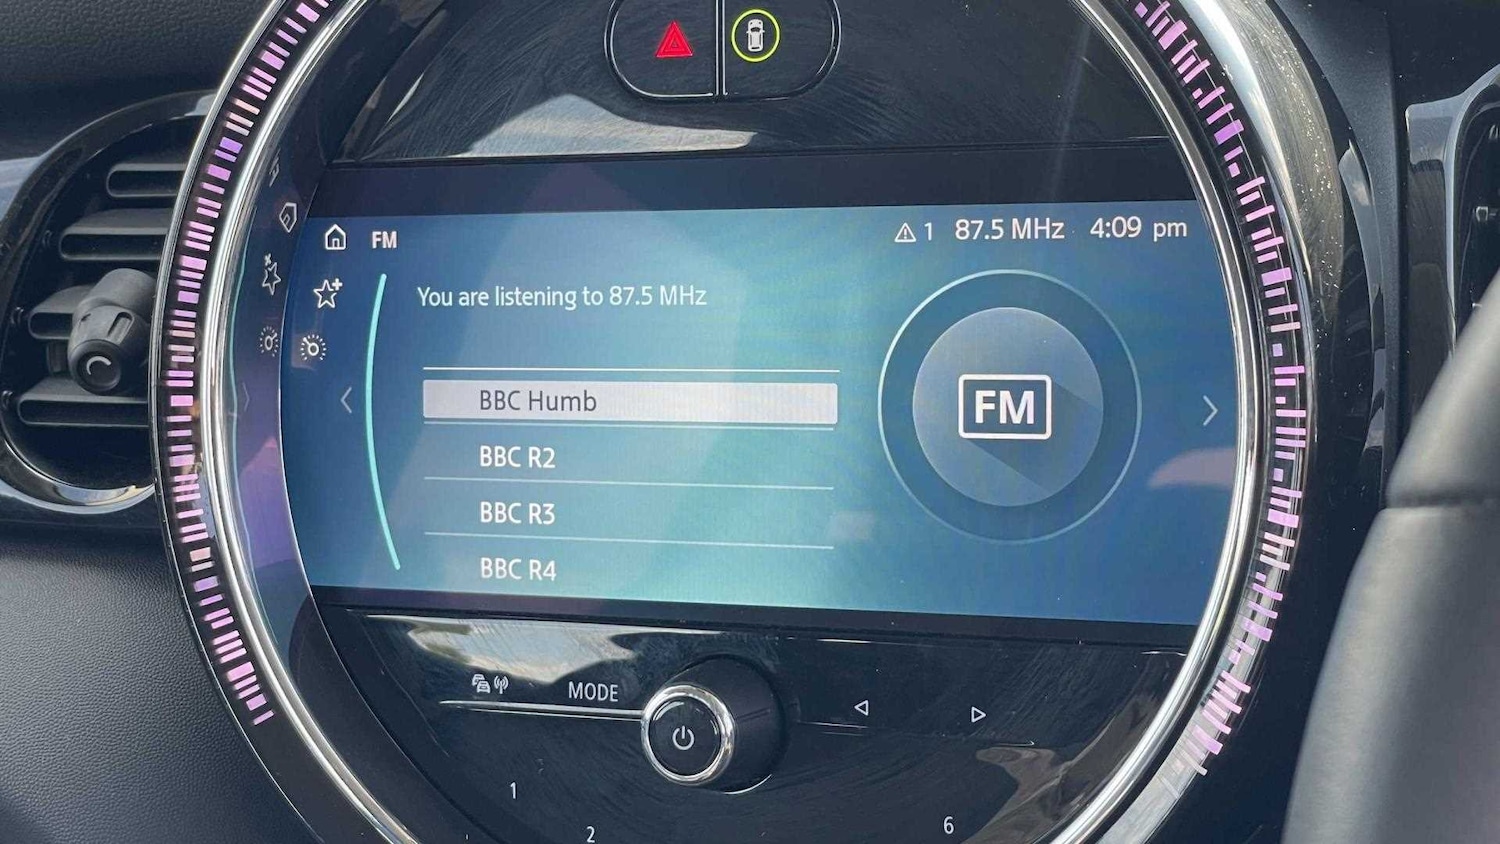 FM
1 87.5 MHz 4:09 pm
You are listening to 87.5 MHz
BBC Humb
FM
BBC R2
BBC R3
BBC R4
MODE
1
2
6